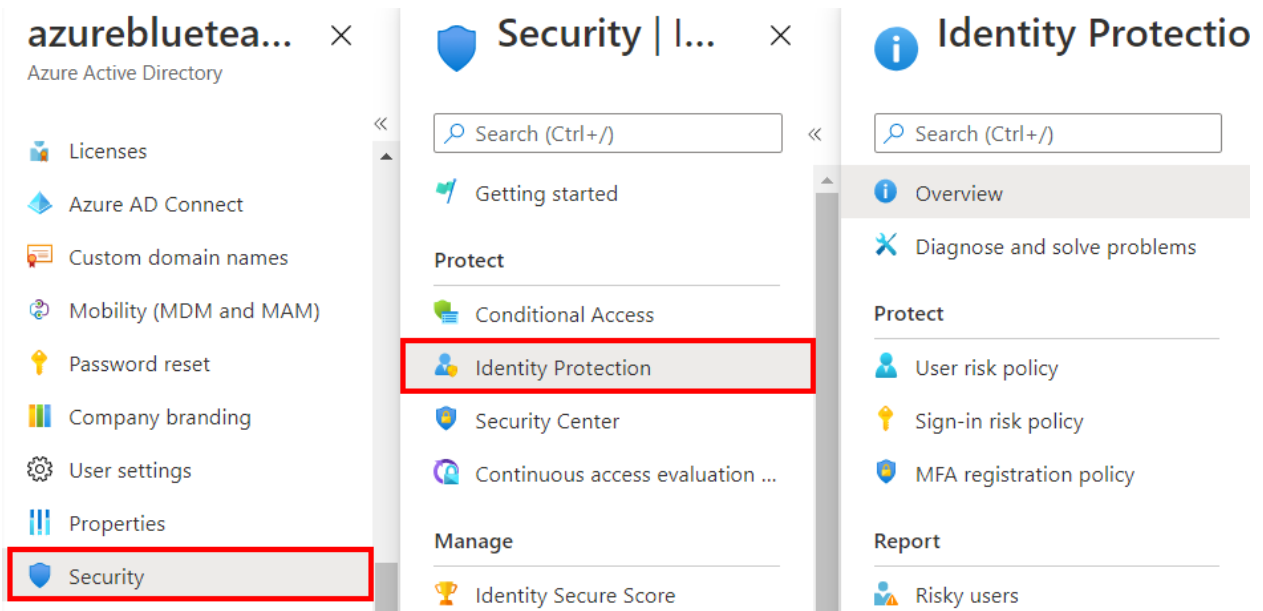 azurebluetea...
Azure Active Directory
Licenses
Azure AD Connect
Custom domain names
Mobility (MDM and MAM)
Password reset
Company branding
User settings
Properties
Security
Security | I...
Search (Ctrl+/)
Getting started
Protect
Conditional Access
Identity Protection
Security Center
Continuous access evaluation ...
Manage
Identity Secure Score
Identity Protectio
Search (Ctrl+/)
Overview
Diagnose and solve problems
Protect
User risk policy
Sign-in risk policy
MFA registration policy
Report
Risky users